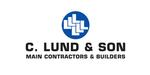 C. LUND & SON
MAIN CONTRACTORS & BUILDERS